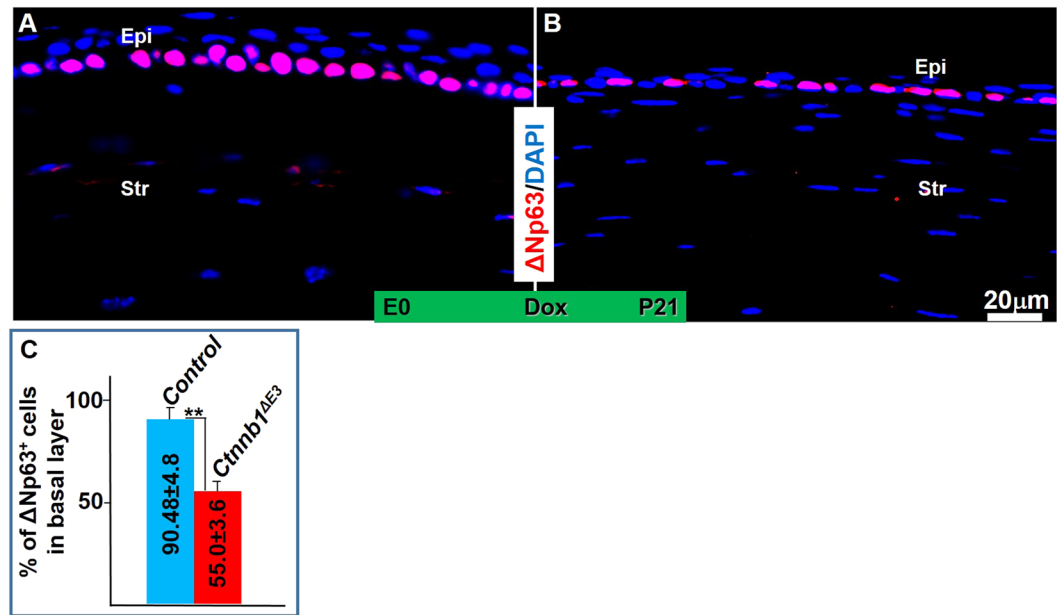 A
B
Epi
Epi
Str
Str
ΔNp63/DAPI
E0 Dox P21
20μm
C
% of ΔNp63⁺ cells
in basal layer
100
50
Control
**
Ctnnb1ᐃᴱ³
90.48±4.8
55.0±3.6